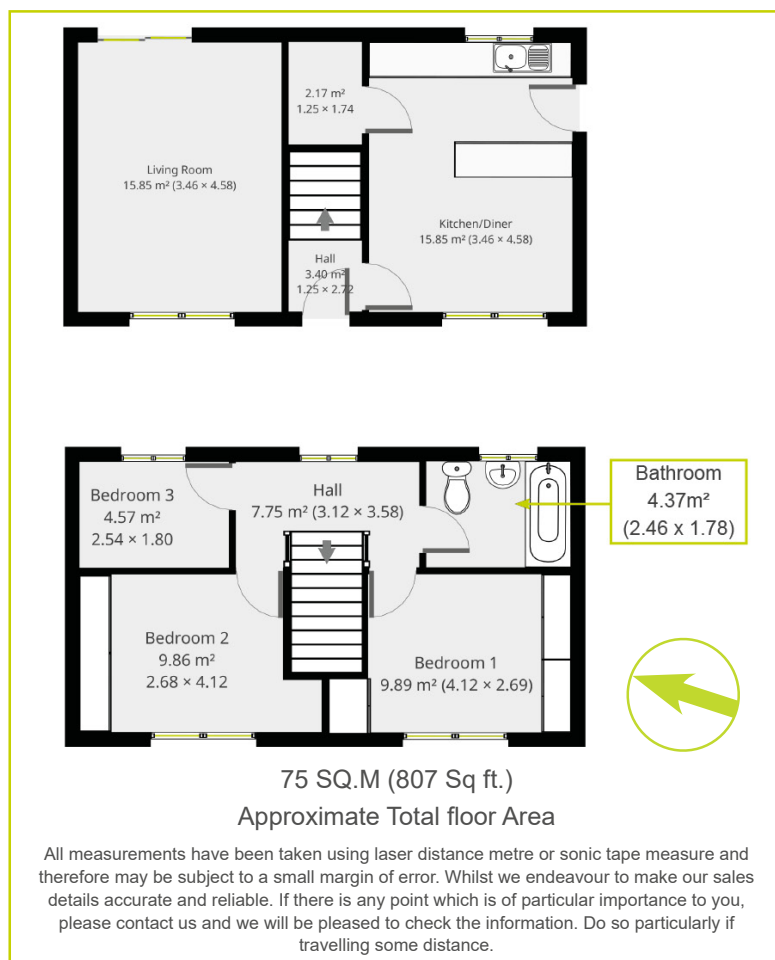 2.17 m²
1.25 × 1.74
Living Room
15.85 m² (3.46 × 4.58)
Kitchen/Diner
15.85 m² (3.46 × 4.58)
Hall
3.40 m²
1.25 × 2.72
Bedroom 3
4.57 m²
2.54 × 1.80
Hall
7.75 m² (3.12 × 3.58)
Bathroom
4.37m²
(2.46 x 1.78)
Bedroom 2
9.86 m²
2.68 × 4.12
Bedroom 1
9.89 m² (4.12 × 2.69)
75 SQ.M (807 Sq ft.)
Approximate Total floor Area
All measurements have been taken using laser distance metre or sonic tape measure and
therefore may be subject to a small margin of error. Whilst we endeavour to make our sales
details accurate and reliable. If there is any point which is of particular importance to you,
please contact us and we will be pleased to check the information. Do so particularly if
travelling some distance.